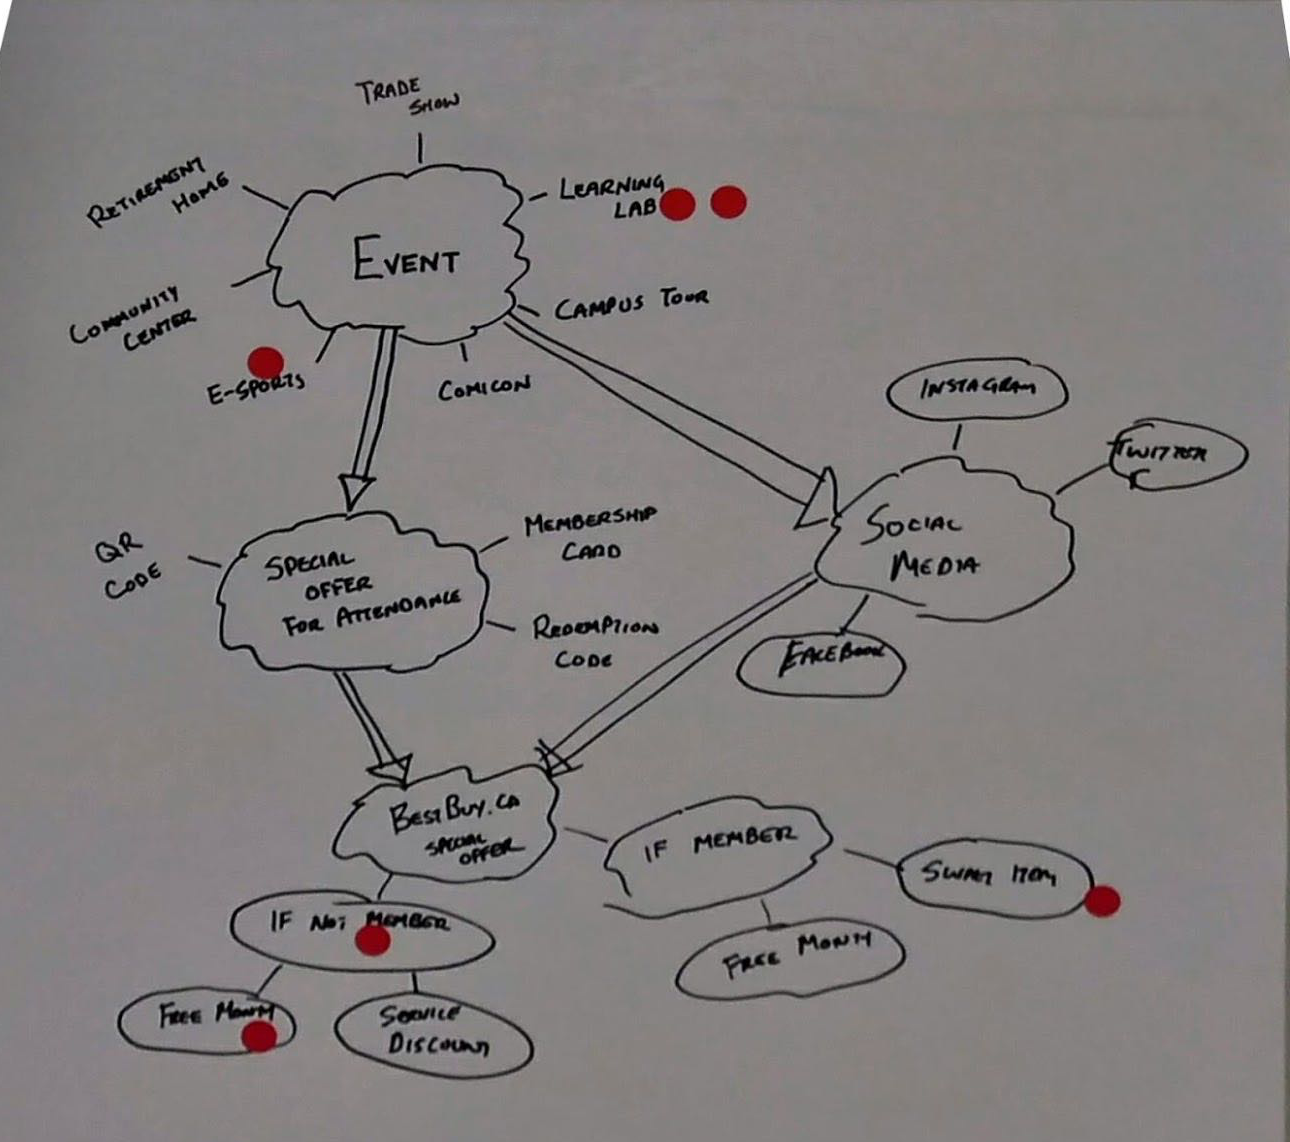 TRADE
SHOW
RETIREMENT
HOME
LEARNING
LAB
EVENT
COMMUNITY
CENTER
CAMPUS TOUR
E-SPORTS
COMICON
INSTAGRAM
TWITTER
QR
CODE
SPECIAL
OFFER
FOR ATTENDANCE
MEMBERSHIP
CARD
REDEMPTION
CODE
SOCIAL
MEDIA
FACEBOOK
BESTBUY.CA
SPECIAL
OFFER
IF MEMBER
SWAG ITEM
FREE MONTH
IF NOT MEMBER
FREE MONTH
SERVICE
DISCOUNT